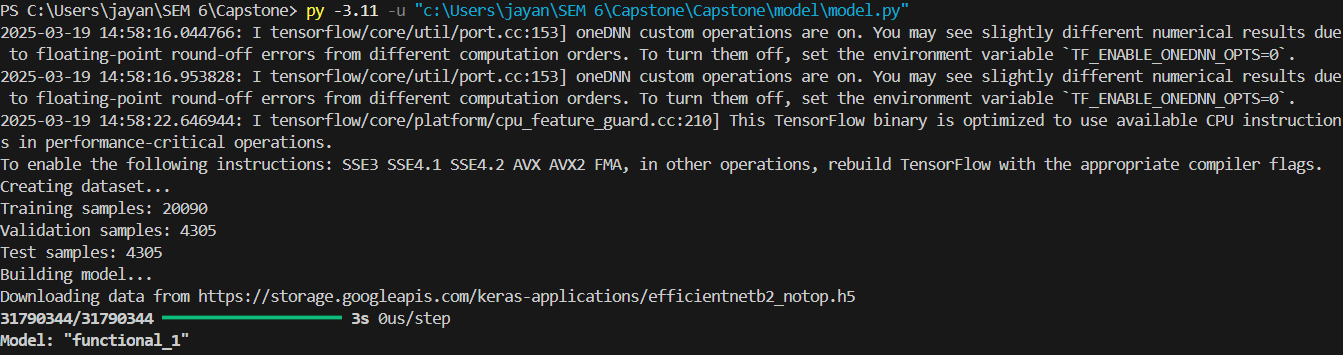 PS C:\Users\jayan\SEM 6\Capstone> py -3.11 -u "c:\Users\jayan\SEM 6\Capstone\Capstone\model\model.py"
2025-03-19 14:58:16.044766: I tensorflow/core/util/port.cc:153] oneDNN custom operations are on. You may see slightly different numerical results due
 to floating-point round-off errors from different computation orders. To turn them off, set the environment variable `TF_ENABLE_ONEDNN_OPTS=0`.
2025-03-19 14:58:16.953828: I tensorflow/core/util/port.cc:153] oneDNN custom operations are on. You may see slightly different numerical results due
 to floating-point round-off errors from different computation orders. To turn them off, set the environment variable `TF_ENABLE_ONEDNN_OPTS=0`.
2025-03-19 14:58:22.646944: I tensorflow/core/platform/cpu_feature_guard.cc:210] This TensorFlow binary is optimized to use available CPU instruction
s in performance-critical operations.
To enable the following instructions: SSE3 SSE4.1 SSE4.2 AVX AVX2 FMA, in other operations, rebuild TensorFlow with the appropriate compiler flags.
Creating dataset...
Training samples: 20090
Validation samples: 4305
Test samples: 4305
Building model...
Downloading data from https://storage.googleapis.com/keras-applications/efficientnetb2_notop.h5
31790344/31790344 ━━━━━━━━━━━━━━━━━━━━ 3s 0us/step
Model: "functional_1"